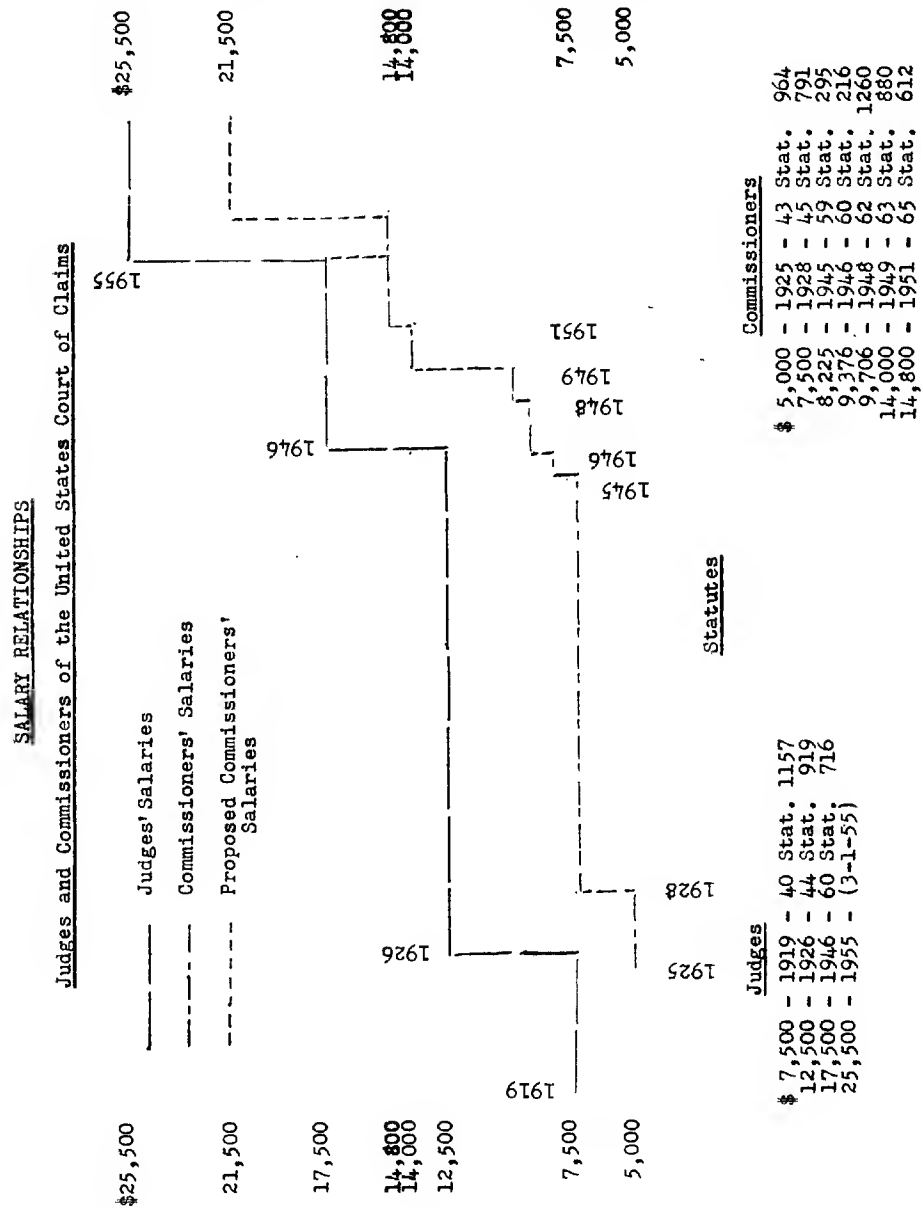 SALARY RELATIONSHIPS
Judges and Commissioners of the United States Court of Claims
$25,500
21,500
17,500
14,800
14,000
12,500
7,500
5,000
Judges' Salaries
Commissioners' Salaries
Proposed Commissioners'
Salaries
1919
1926
1946
1955
1925
1928
1945
1946
1948
1949
1951
$25,500
21,500
14,800
14,000
7,500
5,000
Statutes
Judges
$ 7,500 - 1919 - 40 Stat. 1157
12,500 - 1926 - 44 Stat. 919
17,500 - 1946 - 60 Stat. 716
25,500 - 1955 - (3-1-55)
Commissioners
$ 5,000 - 1925 - 43 Stat. 964
7,500 - 1928 - 45 Stat. 791
8,225 - 1945 - 59 Stat. 295
9,376 - 1946 - 60 Stat. 216
9,706 - 1948 - 62 Stat. 1260
14,000 - 1949 - 63 Stat. 880
14,800 - 1951 - 65 Stat. 612